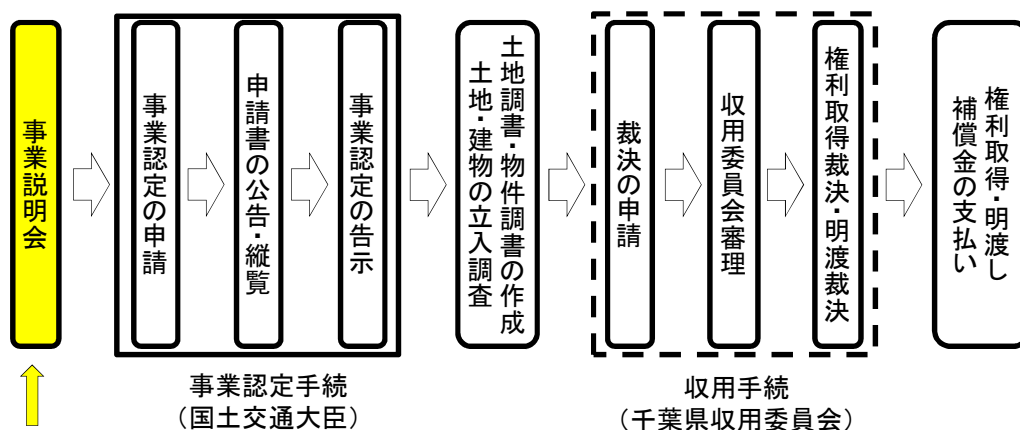 事業説明会
事業認定の申請
申請書の公告・縦覧
事業認定の告示
土地調書・物件調書の作成
土地・建物の立入調査
裁決の申請
収用委員会審理
権利取得裁決・明渡裁決
権利取得・明渡し
補償金の支払い
事業認定手続
（国土交通大臣）
収用手続
（千葉県収用委員会）